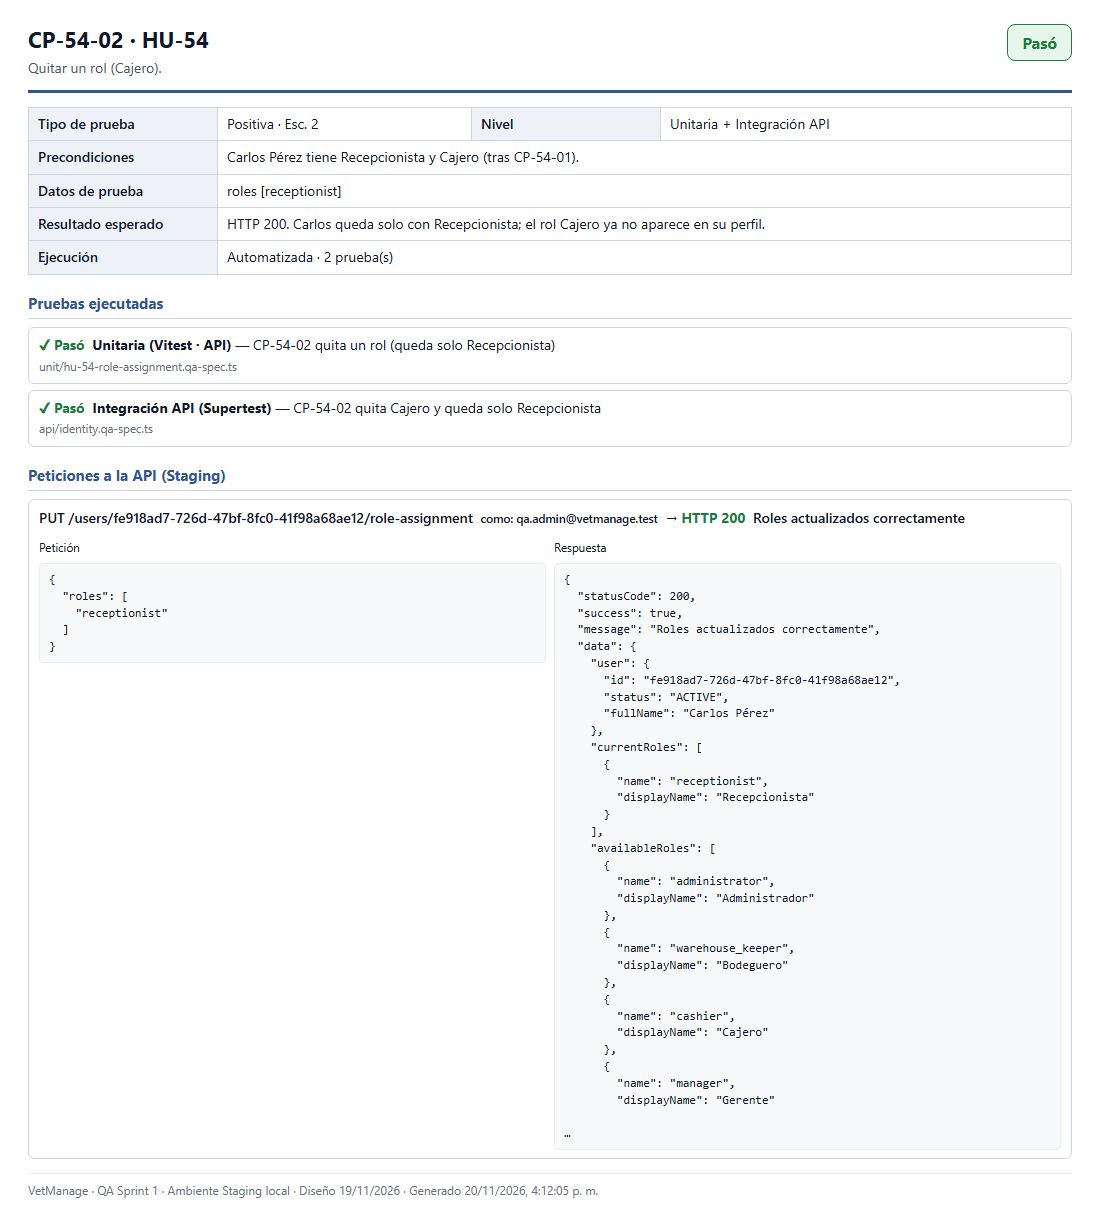 CP-54-02 · HU-54
Pasó
Quitar un rol (Cajero).
Tipo de prueba Positiva · Esc. 2 Nivel Unitaria + Integración API
Precondiciones Carlos Pérez tiene Recepcionista y Cajero (tras CP-54-01).
Datos de prueba roles [receptionist]
Resultado esperado HTTP 200. Carlos queda solo con Recepcionista; el rol Cajero ya no aparece en su perfil.
Ejecución Automatizada · 2 prueba(s)
Pruebas ejecutadas
✓ Pasó Unitaria (Vitest · API) — CP-54-02 quita un rol (queda solo Recepcionista)
unit/hu-54-role-assignment.qa-spec.ts
✓ Pasó Integración API (Supertest) — CP-54-02 quita Cajero y queda solo Recepcionista
api/identity.qa-spec.ts
Peticiones a la API (Staging)
PUT /users/fe918ad7-726d-47bf-8fc0-41f98a68ae12/role-assignment como: qa.admin@vetmanage.test → HTTP 200 Roles actualizados correctamente
Petición
{
"roles": [
"receptionist"
]
}
Respuesta
{
"statusCode": 200,
"success": true,
"message": "Roles actualizados correctamente",
"data": {
"user": {
"id": "fe918ad7-726d-47bf-8fc0-41f98a68ae12",
"status": "ACTIVE",
"fullName": "Carlos Pérez"
},
"currentRoles": [
{
"name": "receptionist",
"displayName": "Recepcionista"
}
],
"availableRoles": [
{
"name": "administrator",
"displayName": "Administrador"
},
{
"name": "warehouse_keeper",
"displayName": "Bodeguero"
},
{
"name": "cashier",
"displayName": "Cajero"
},
{
"name": "manager",
"displayName": "Gerente"
…
VetManage · QA Sprint 1 · Ambiente Staging local · Diseño 19/11/2026 · Generado 20/11/2026, 4:12:05 p. m.